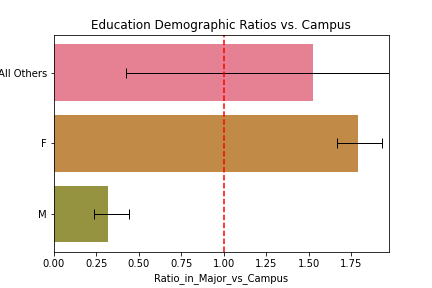 Education Demographic Ratios vs. Campus
All Others
F
M
0.00 0.25 0.50 0.75 1.00 1.25 1.50 1.75
Ratio_in_Major_vs_Campus